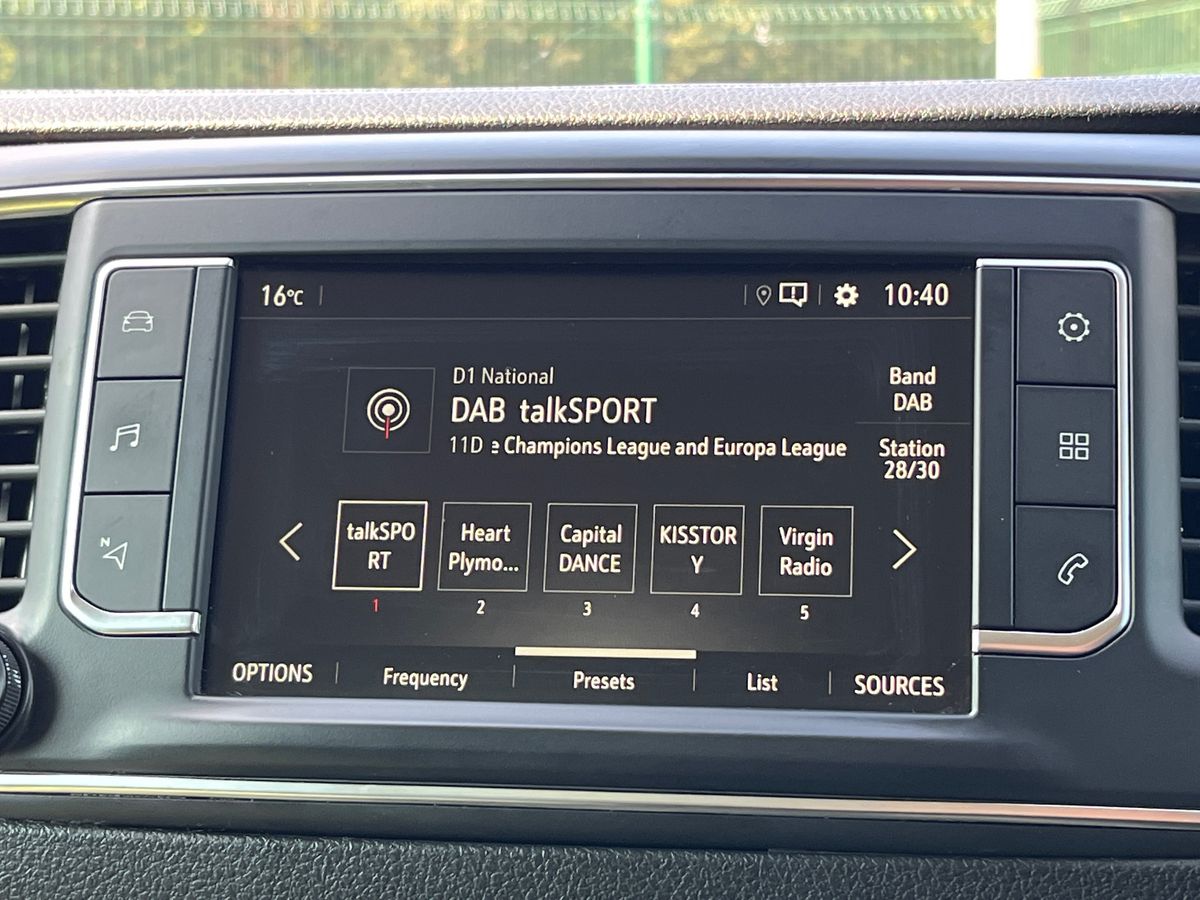 16°C
10:40
D1 National
DAB talkSPORT
11D e Champions League and Europa League
Band
DAB
Station
28/30
talkSPO
RT
Heart
Plymo...
Capital
DANCE
KISSTOR
Y
Virgin
Radio
1 2 3 4 5
OPTIONS Frequency Presets List SOURCES
N